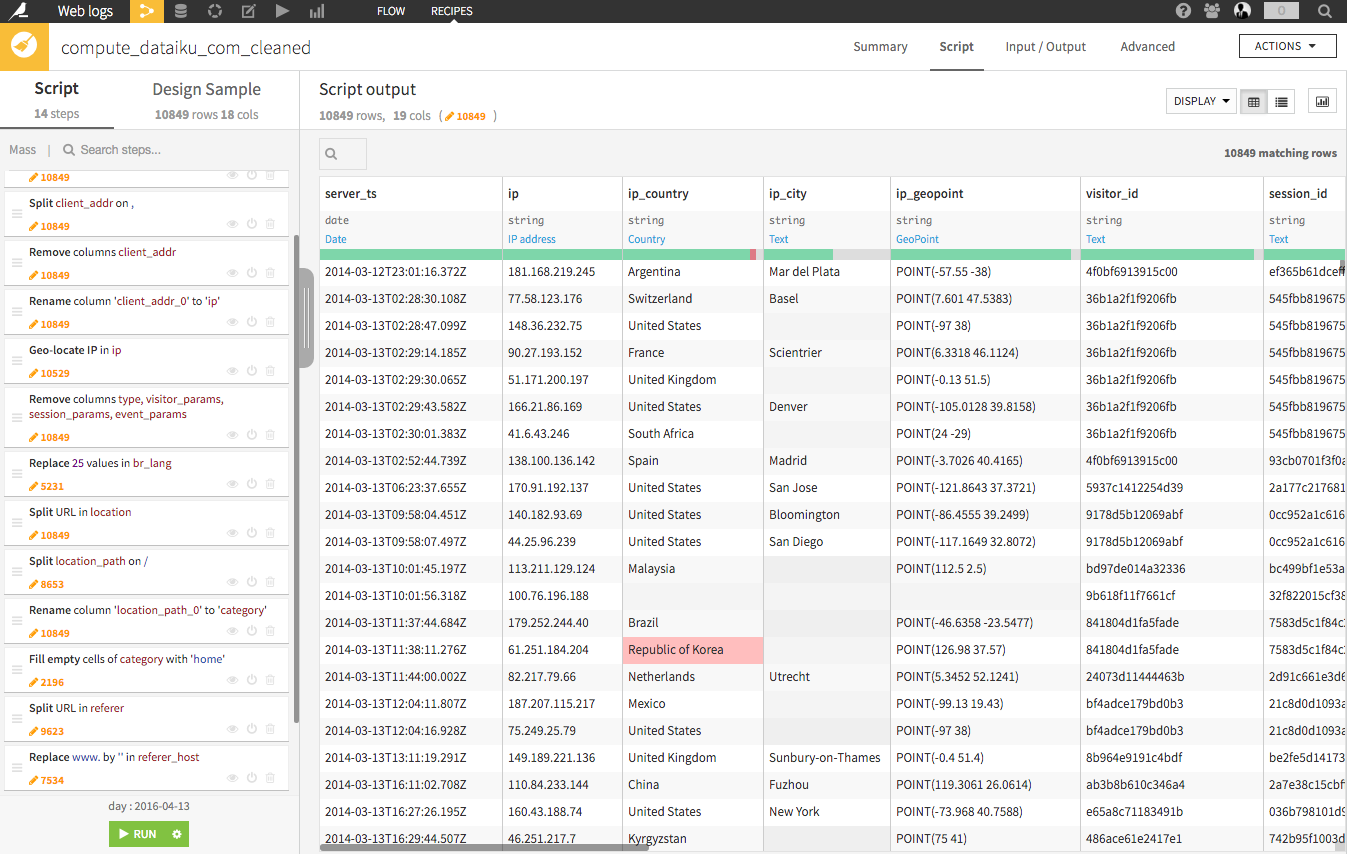 Web logs FLOW RECIPES 0
compute_dataiku_com_cleaned Summary Script Input / Output Advanced ACTIONS
Script Design Sample
14 steps 10849 rows 18 cols
Script output
10849 rows, 19 cols ( 10849 )
DISPLAY
Mass | Search steps...
10849 matching rows
10849
Split client_addr on ,
10849
Remove columns client_addr
10849
Rename column 'client_addr_0' to 'ip'
10849
Geo-locate IP in ip
10529
Remove columns type, visitor_params,
session_params, event_params
10849
Replace 25 values in br_lang
5231
Split URL in location
10849
Split location_path on /
8653
Rename column 'location_path_0' to 'category'
10849
Fill empty cells of category with 'home'
2196
Split URL in referer
9623
Replace www. by '' in referer_host
7534
day : 2016-04-13
RUN
server_ts ip ip_country ip_city ip_geopoint visitor_id session_id
date string string string string string string
Date IP address Country Text GeoPoint Text Text
2014-03-12T23:01:16.372Z 181.168.219.245 Argentina Mar del Plata POINT(-57.55 -38) 4f0bf6913915c00 ef365b61dceff
2014-03-13T02:28:30.108Z 77.58.123.176 Switzerland Basel POINT(7.601 47.5383) 36b1a2f1f9206fb 545fbb819675
2014-03-13T02:28:47.099Z 148.36.232.75 United States POINT(-97 38) 36b1a2f1f9206fb 545fbb819675
2014-03-13T02:29:14.185Z 90.27.193.152 France Scientrier POINT(6.3318 46.1124) 36b1a2f1f9206fb 545fbb819675
2014-03-13T02:29:30.065Z 51.171.200.197 United Kingdom POINT(-0.13 51.5) 36b1a2f1f9206fb 545fbb819675
2014-03-13T02:29:43.582Z 166.21.86.169 United States Denver POINT(-105.0128 39.8158) 36b1a2f1f9206fb 545fbb819675
2014-03-13T02:30:01.383Z 41.6.43.246 South Africa POINT(24 -29) 36b1a2f1f9206fb 545fbb819675
2014-03-13T02:52:44.739Z 138.100.136.142 Spain Madrid POINT(-3.7026 40.4165) 4f0bf6913915c00 93cb0701f3f0a
2014-03-13T06:23:37.655Z 170.91.192.137 United States San Jose POINT(-121.8643 37.3721) 5937c1412254d39 2a177c217681
2014-03-13T09:58:04.451Z 140.182.93.69 United States Bloomington POINT(-86.4555 39.2499) 9178d5b12069abf 0cc952a1c616
2014-03-13T09:58:07.497Z 44.25.96.239 United States San Diego POINT(-117.1649 32.8072) 9178d5b12069abf 0cc952a1c616
2014-03-13T10:01:45.197Z 113.211.129.124 Malaysia POINT(112.5 2.5) bd97de014a32336 bc499bf1e53a
2014-03-13T10:01:56.318Z 100.76.196.188 9b618f11f7661cf 32f822015cf38
2014-03-13T11:37:44.684Z 179.252.244.40 Brazil POINT(-46.6358 -23.5477) 841804d1fa5fade 7583d5c1f84c
2014-03-13T11:38:11.276Z 61.251.184.204 Republic of Korea POINT(126.98 37.57) 841804d1fa5fade 7583d5c1f84c
2014-03-13T11:44:00.002Z 82.217.79.66 Netherlands Utrecht POINT(5.3452 52.1241) 24073d11444463b 2d91c661e3d6
2014-03-13T12:04:11.807Z 187.207.115.217 Mexico POINT(-99.13 19.43) bf4adce179bd0b3 21c8d0d1093a
2014-03-13T12:04:16.928Z 75.249.25.79 United States POINT(-97 38) bf4adce179bd0b3 21c8d0d1093a
2014-03-13T13:11:19.291Z 149.189.221.136 United Kingdom Sunbury-on-Thames POINT(-0.4 51.4) 8b964e9191c4bdf be2fe5d14173
2014-03-13T16:11:02.708Z 110.84.233.144 China Fuzhou POINT(119.3061 26.0614) ab3b8b610c346a4 2a7e38c15cbf
2014-03-13T16:27:26.195Z 160.43.188.74 United States New York POINT(-73.968 40.7588) e65a8c71183491b 036b798101d9
2014-03-13T16:29:44.507Z 46.251.217.7 Kyrgyzstan POINT(75 41) 486ace61e2417e1 742b95f1003d